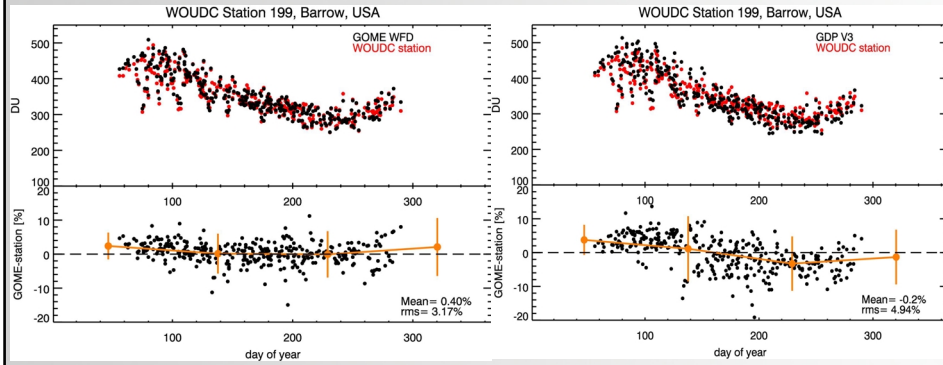 WOUDC Station 199, Barrow, USA
500
400
300
200
100
DU
GOME WFD
WOUDC station
20
10
0
-10
-20
GOME-station [%]
Mean= 0.40%
rms= 3.17%
100
200
300
day of year
WOUDC Station 199, Barrow, USA
500
400
300
200
100
DU
GDP V3
WOUDC station
20
10
0
-10
-20
GOME-station [%]
Mean= -0.2%
rms= 4.94%
100
200
300
day of year